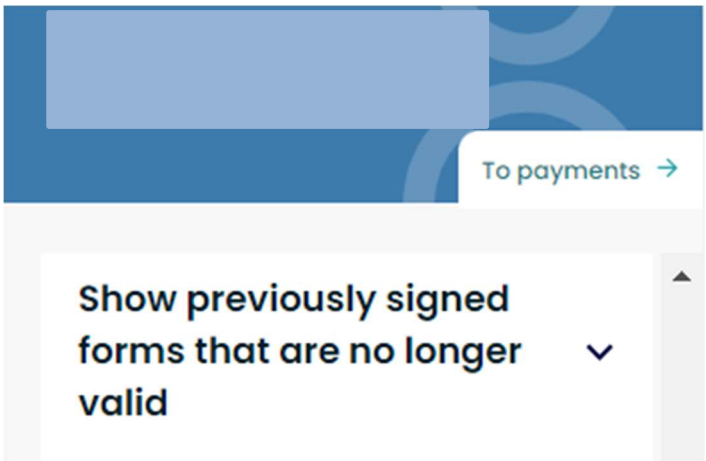 To payments →
Show previously signed
forms that are no longer
valid